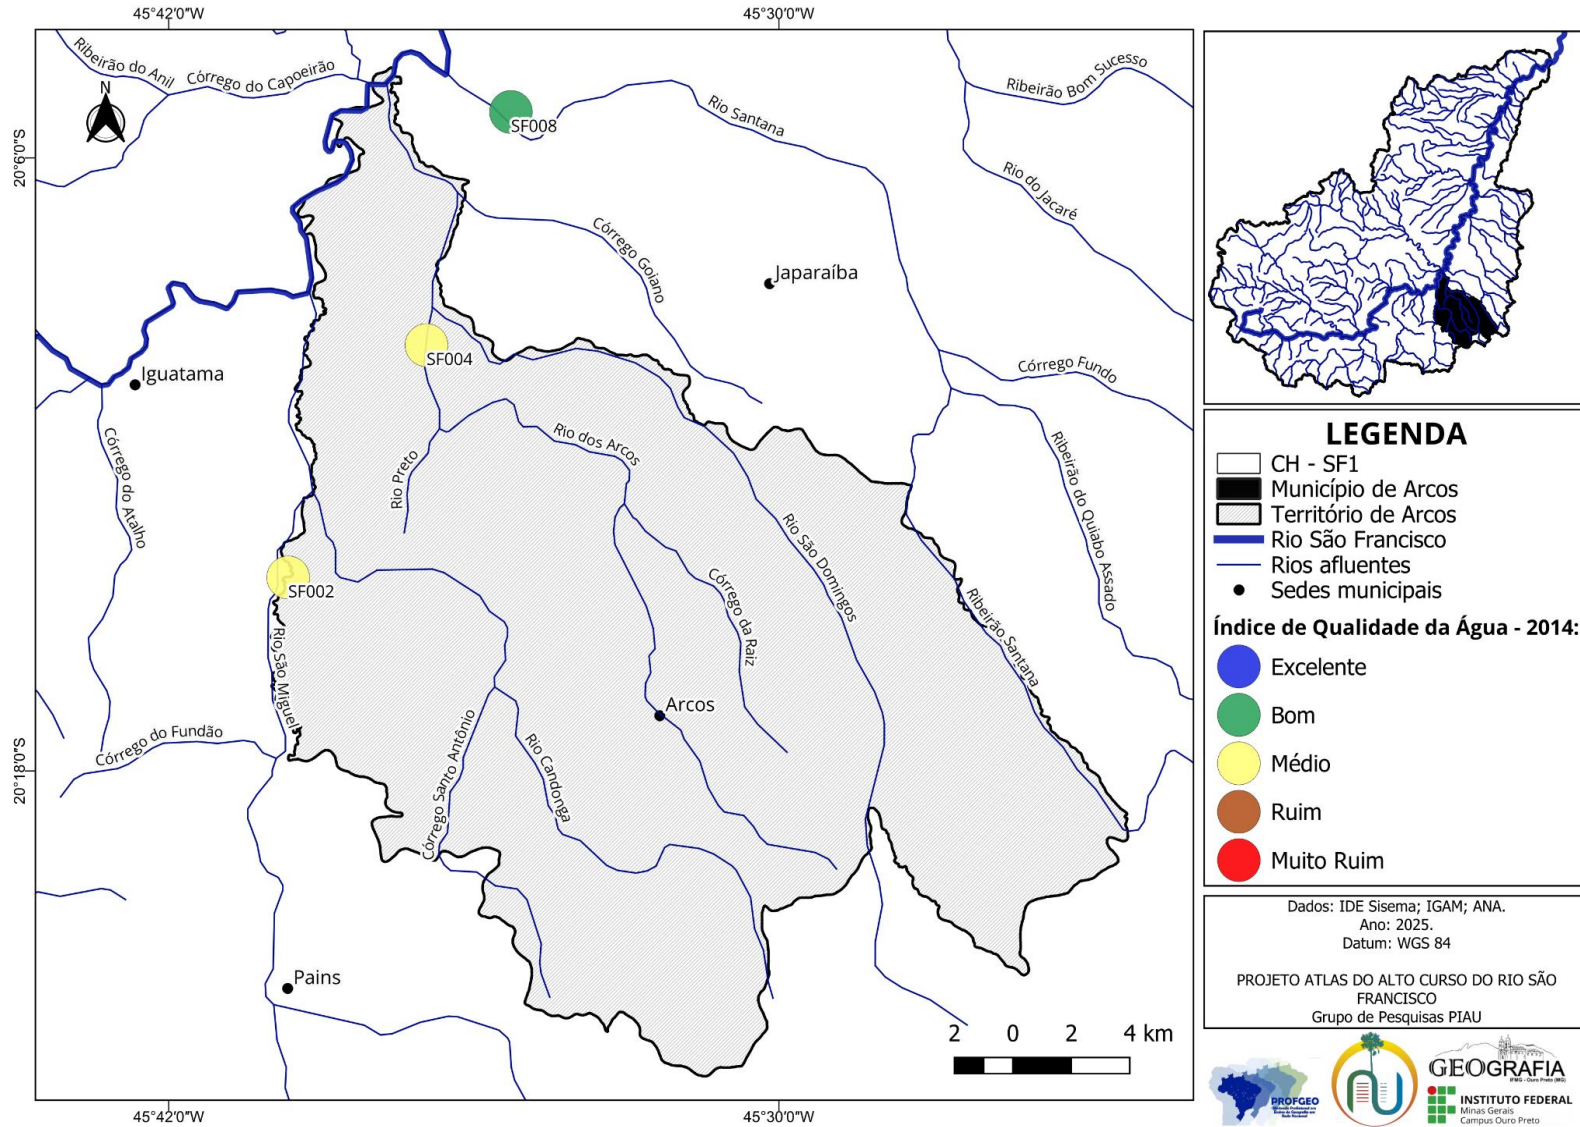 45°42'0"W
45°30'0"W
20°6'0"S
20°18'0"S
N
Ribeirão do Anil
Córrego do Capoeirão
SF008
Rio Santana
Ribeirão Bom Sucesso
Rio do Jacaré
Córrego Goiano
Japaraíba
Iguatama
SF004
Córrego Fundo
Córrego do Atalho
Rio Preto
Rio dos Arcos
Ribeirão do Quiabo Assado
Rio São Domingos
SF002
Córrego da Raiz
Ribeirão Santana
Rio São Miguel
Arcos
Córrego do Fundão
Córrego Santo Antônio
Rio Candonga
Pains
2 0 2 4 km
45°42'0"W
45°30'0"W
LEGENDA
CH - SF1
Município de Arcos
Território de Arcos
Rio São Francisco
Rios afluentes
Sedes municipais
Índice de Qualidade da Água - 2014:
Excelente
Bom
Médio
Ruim
Muito Ruim
Dados: IDE Sisema; IGAM; ANA.
Ano: 2025.
Datum: WGS 84
PROJETO ATLAS DO ALTO CURSO DO RIO SÃO
FRANCISCO
Grupo de Pesquisas PIAU
PROFGEO
GEOGRAFIA
IFMG - Ouro Preto (MG)
INSTITUTO FEDERAL
Minas Gerais
Campus Ouro Preto